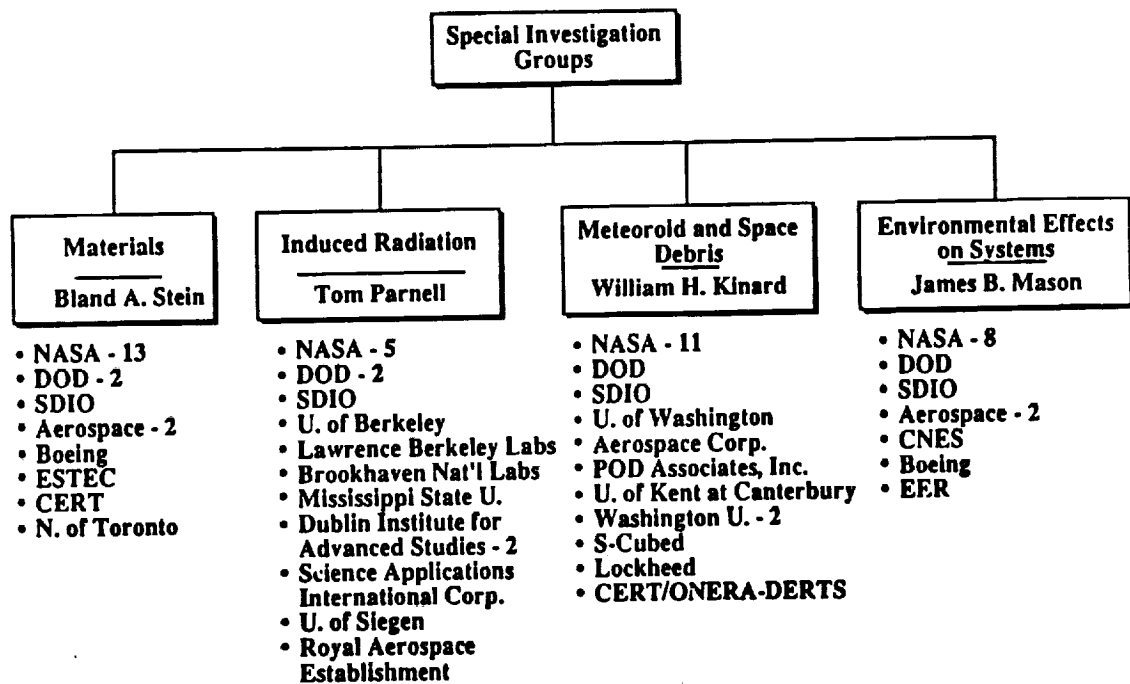 Special Investigation
Groups
Materials
Bland A. Stein
• NASA - 13
• DOD - 2
• SDIO
• Aerospace - 2
• Boeing
• ESTEC
• CERT
• N. of Toronto
Induced Radiation
Tom Parnell
• NASA - 5
• DOD - 2
• SDIO
• U. of Berkeley
• Lawrence Berkeley Labs
• Brookhaven Nat'l Labs
• Mississippi State U.
• Dublin Institute for
Advanced Studies - 2
• Science Applications
International Corp.
• U. of Siegen
• Royal Aerospace
Establishment
Meteoroid and Space
Debris
William H. Kinard
• NASA - 11
• DOD
• SDIO
• U. of Washington
• Aerospace Corp.
• POD Associates, Inc.
• U. of Kent at Canterbury
• Washington U. - 2
• S-Cubed
• Lockheed
• CERT/ONERA-DERTS
Environmental Effects
on Systems
James B. Mason
• NASA - 8
• DOD
• SDIO
• Aerospace - 2
• CNES
• Boeing
• EER